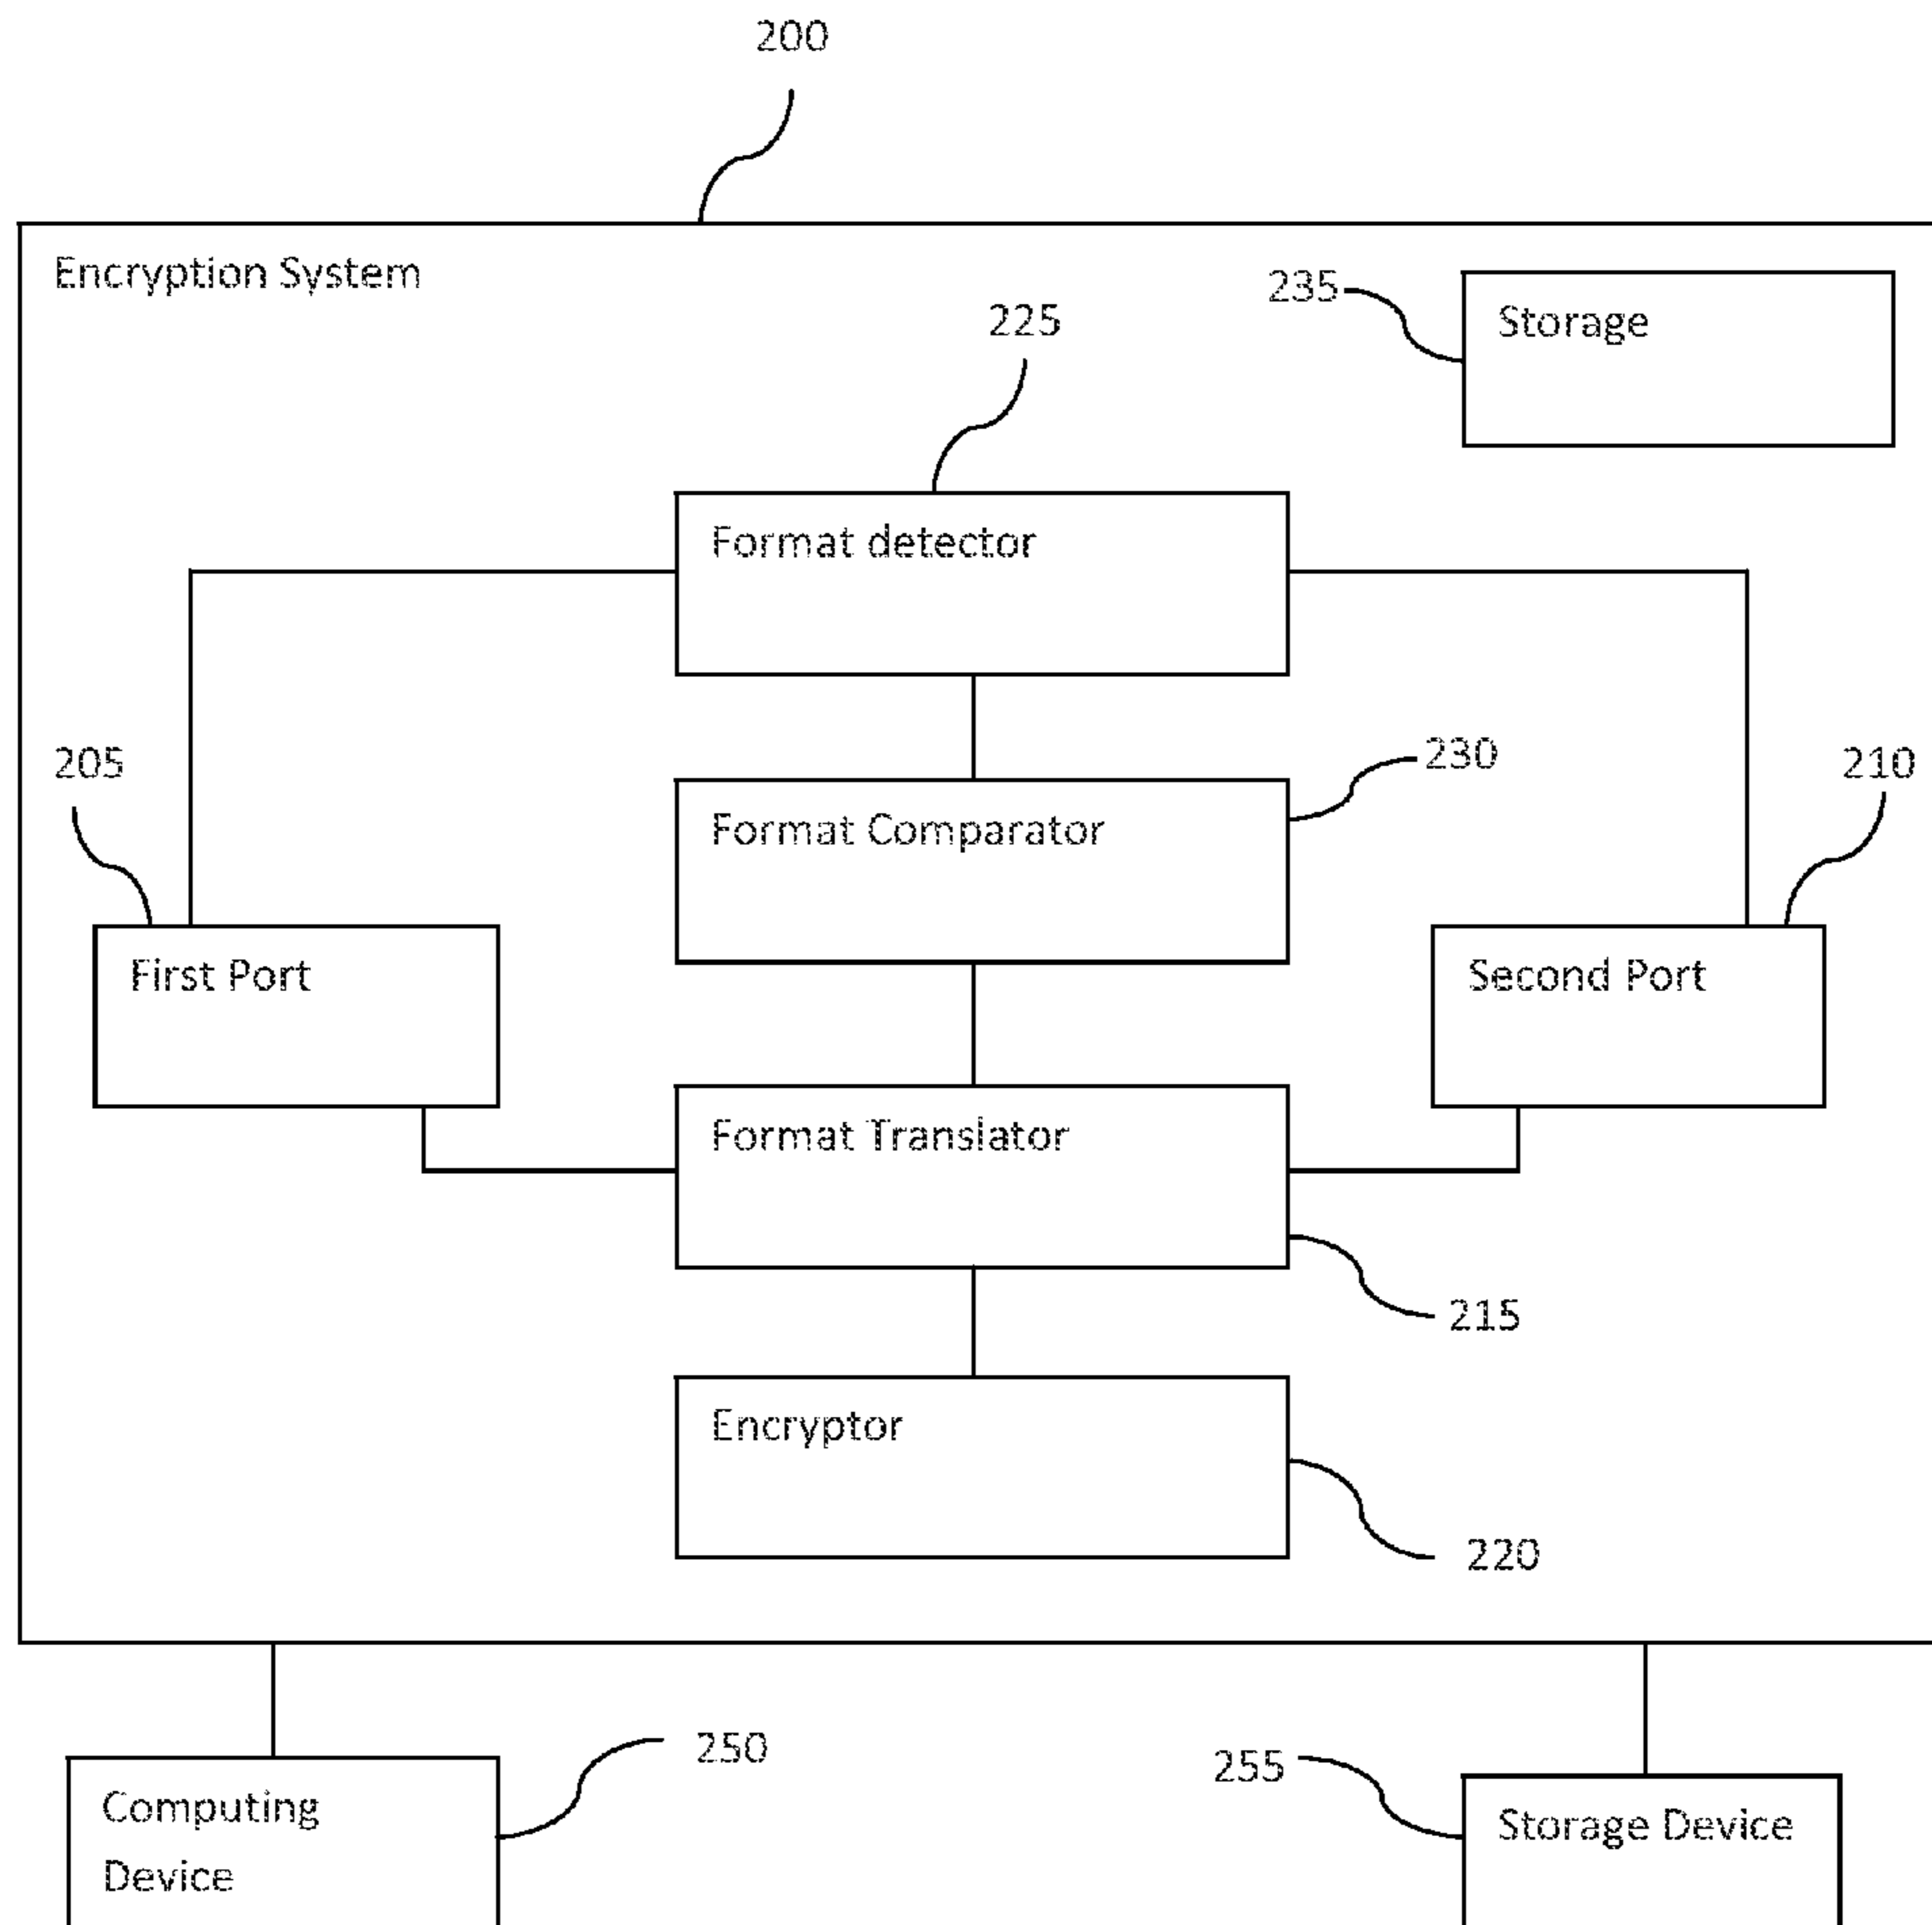 200
Encryption System
235
Storage
225
Format detector
205
230
210
Format Comparator
First Port
Second Port
Format Translator
215
Encryptor
220
250
255
Computing
Device
Storage Device